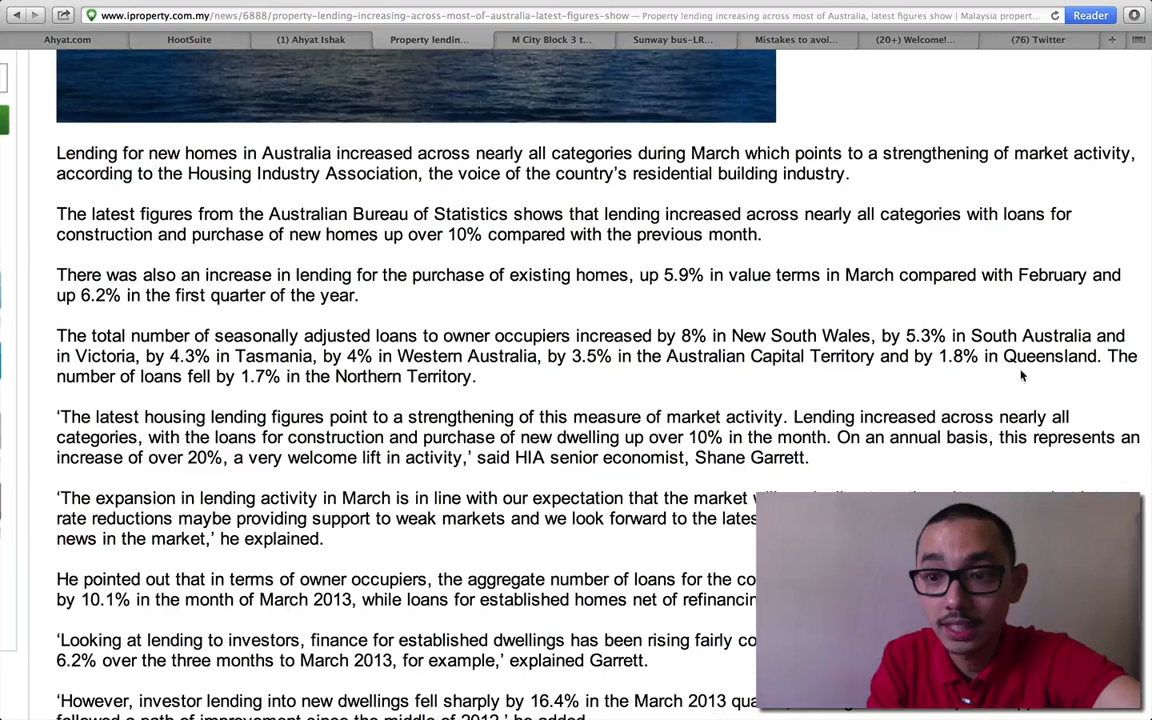 www.iproperty.com.my/news/6888/property-lending-increasing-across-most-of-australia-latest-figures-show — Property lending increasing across most of Australia, latest figures show | Malaysia propert... Reader
Ahyat.com HootSuite (1) Ahyat Ishak Property lendin... M City Block 3 t... Sunway bus-LR... Mistakes to avoi... (20+) Welcome!... (76) Twitter
Lending for new homes in Australia increased across nearly all categories during March which points to a strengthening of market activity,
according to the Housing Industry Association, the voice of the country’s residential building industry.
The latest figures from the Australian Bureau of Statistics shows that lending increased across nearly all categories with loans for
construction and purchase of new homes up over 10% compared with the previous month.
There was also an increase in lending for the purchase of existing homes, up 5.9% in value terms in March compared with February and
up 6.2% in the first quarter of the year.
The total number of seasonally adjusted loans to owner occupiers increased by 8% in New South Wales, by 5.3% in South Australia and
in Victoria, by 4.3% in Tasmania, by 4% in Western Australia, by 3.5% in the Australian Capital Territory and by 1.8% in Queensland. The
number of loans fell by 1.7% in the Northern Territory.
‘The latest housing lending figures point to a strengthening of this measure of market activity. Lending increased across nearly all
categories, with the loans for construction and purchase of new dwelling up over 10% in the month. On an annual basis, this represents an
increase of over 20%, a very welcome lift in activity,’ said HIA senior economist, Shane Garrett.
‘The expansion in lending activity in March is in line with our expectation that the market
rate reductions maybe providing support to weak markets and we look forward to the lates
news in the market,’ he explained.
He pointed out that in terms of owner occupiers, the aggregate number of loans for the co
by 10.1% in the month of March 2013, while loans for established homes net of refinancin
‘Looking at lending to investors, finance for established dwellings has been rising fairly co
6.2% over the three months to March 2013, for example,’ explained Garrett.
‘However, investor lending into new dwellings fell sharply by 16.4% in the March 2013 qua
followed a path of improvement since the middle of 2012,’ he added.